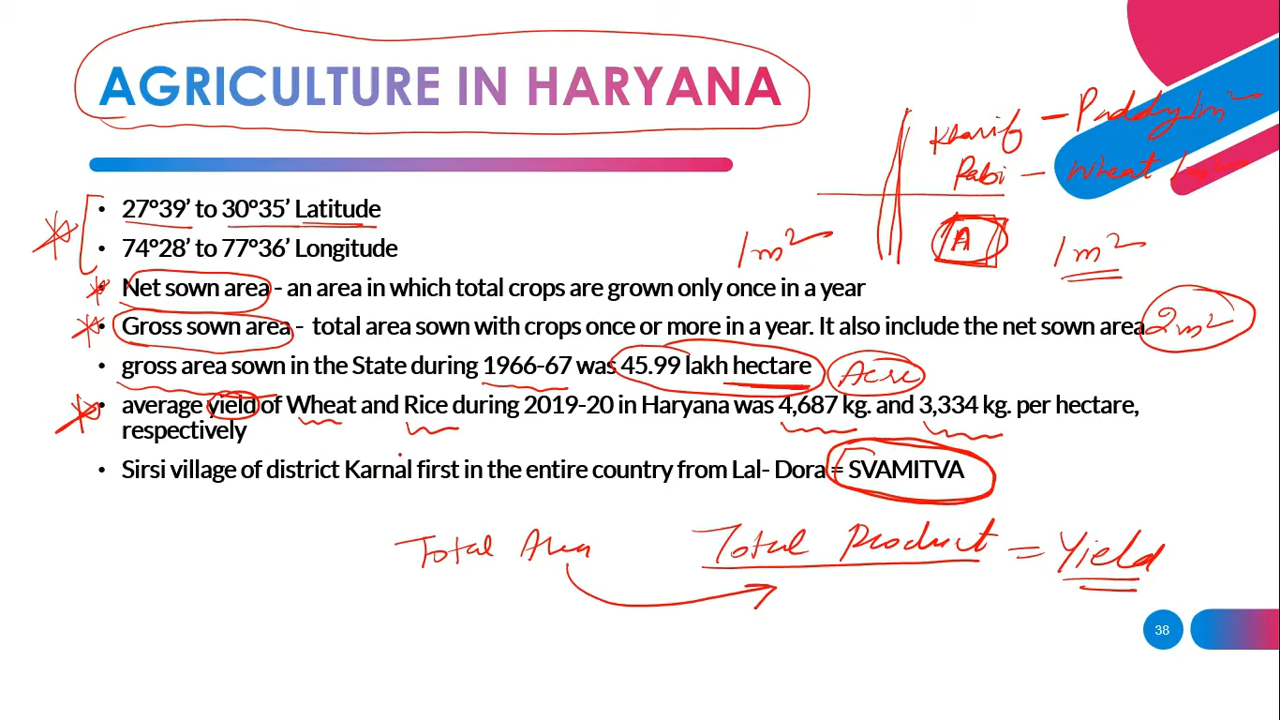 AGRICULTURE IN HARYANA
Kharif - Paddy 1m²
Rabi - Wheat 1m²
• 27°39’ to 30°35’ Latitude
• 74°28’ to 77°36’ Longitude
1m²
A
1m²
• Net sown area - an area in which total crops are grown only once in a year
• Gross sown area - total area sown with crops once or more in a year. It also include the net sown area
2m²
• gross area sown in the State during 1966-67 was 45.99 lakh hectare
Acre
• average yield of Wheat and Rice during 2019-20 in Haryana was 4,687 kg. and 3,334 kg. per hectare,
respectively
• Sirsi village of district Karnal first in the entire country from Lal- Dora = SVAMITVA
Total Area Total Product = Yield
38